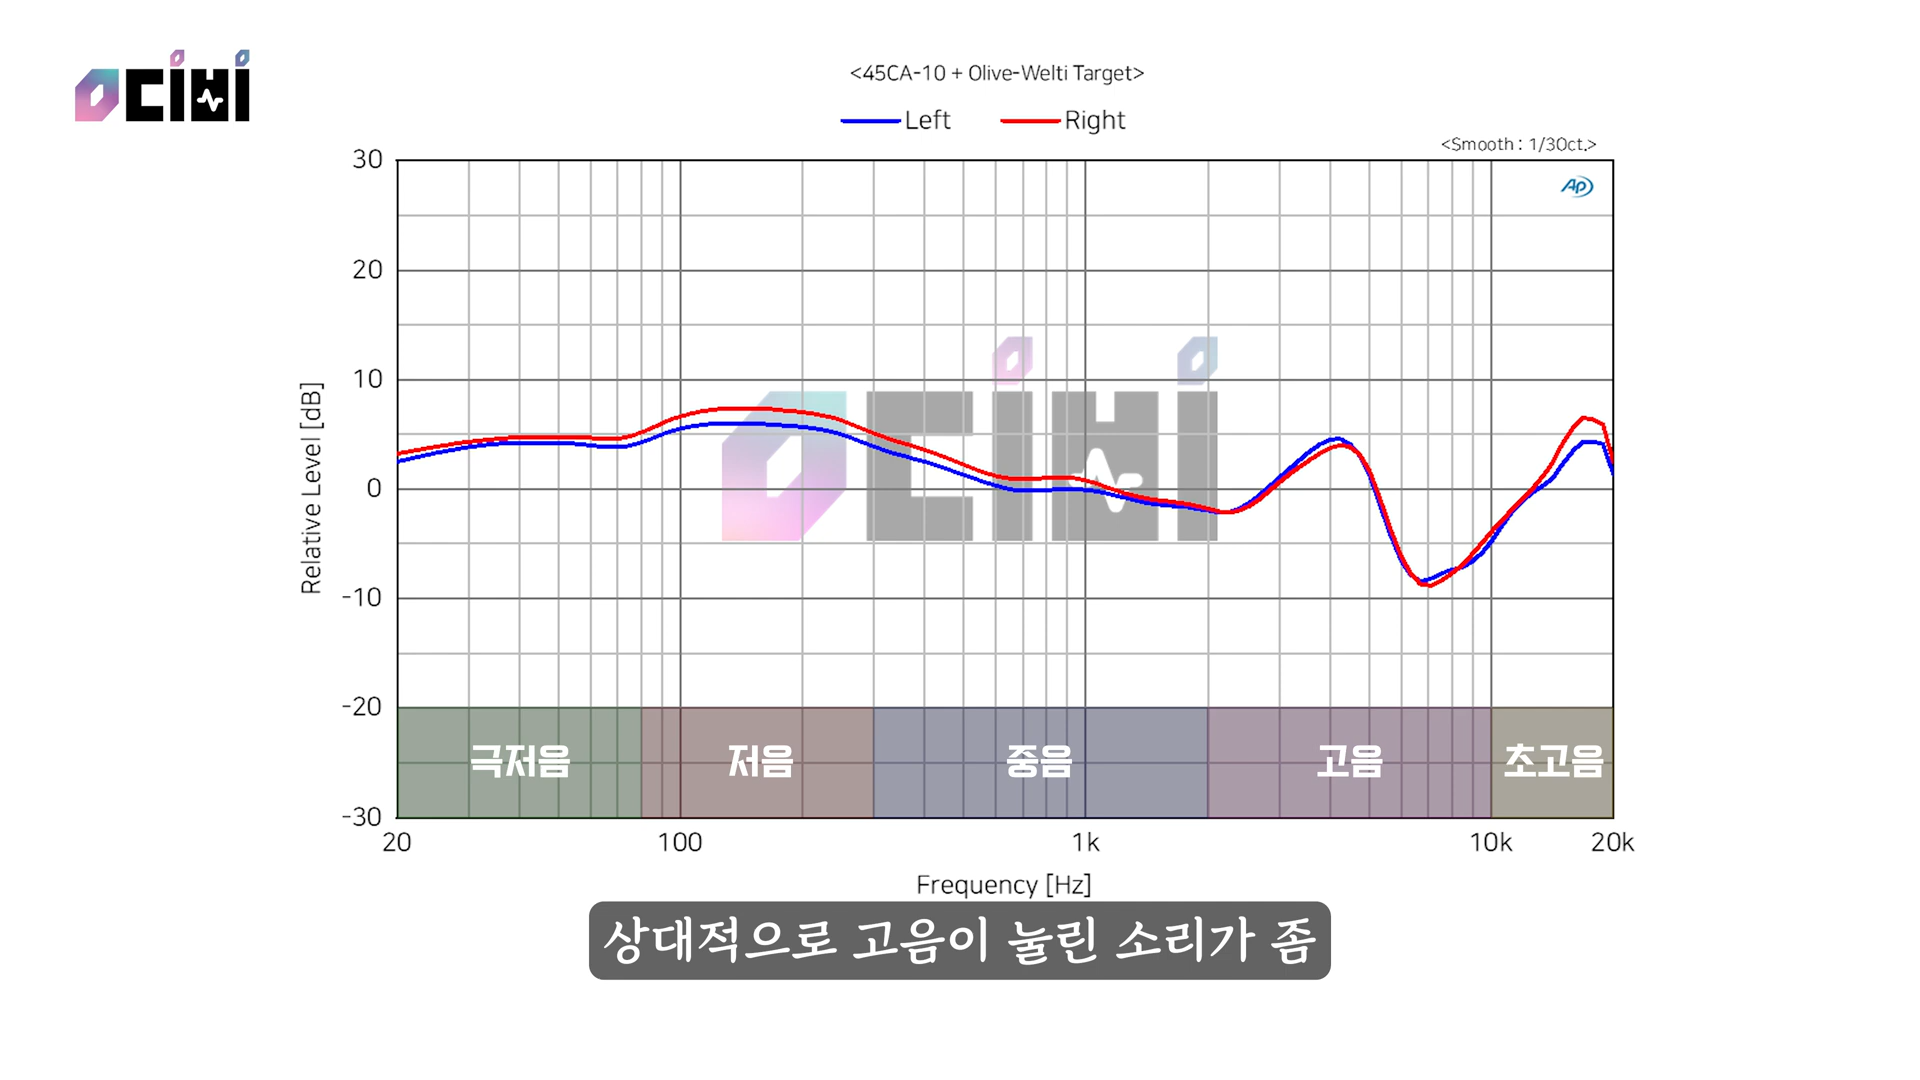 <45CA-10 + Olive-Welti Target>
Left
Right
<Smooth : 1/3Oct.>
AP
30
20
10
0
-10
-20
-30
Relative Level [dB]
극저음
저음
중음
고음
초고음
20
100
1k
10k
20k
Frequency [Hz]
상대적으로 고음이 눌린 소리가 좀